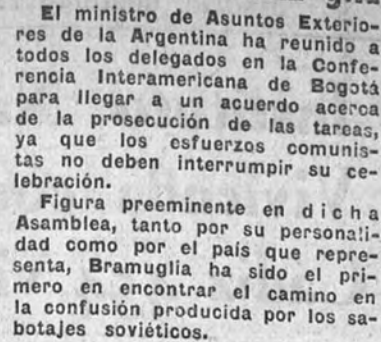 El ministro de Asuntos Exterio-
res de la Argentina ha reunido a
todos los delegados en la Confe-
rencia Interamericana de Bogotá
para llegar a un acuerdo acerca
de la prosecución de las tareas,
ya que los esfuerzos comunis-
tas no deben interrumpir su ce-
lebración.
Figura preeminente en dicha
Asamblea, tanto por su personali-
dad como por el país que repre-
senta, Bramuglia ha sido el pri-
mero en encontrar el camino en
la confusión producida por los sa-
botajes soviéticos.